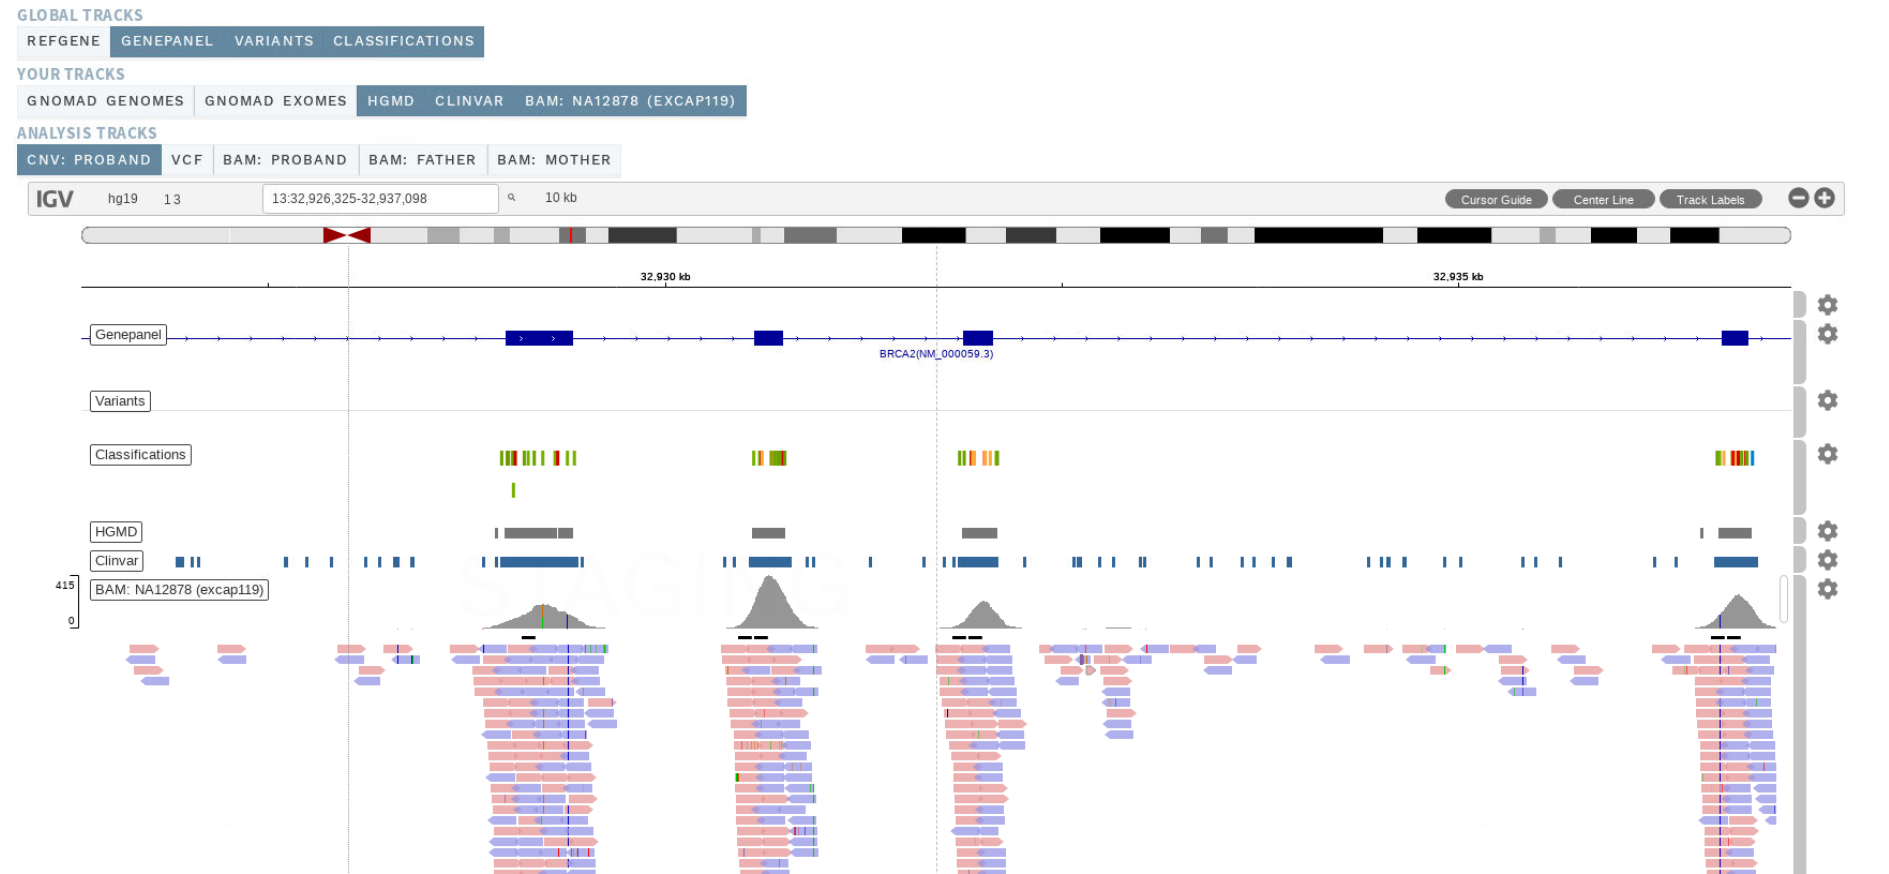 GLOBAL TRACKS
REFGENE GENEPANEL VARIANTS CLASSIFICATIONS
YOUR TRACKS
GNOMAD GENOMES GNOMAD EXOMES HGMD CLINVAR BAM: NA12878 (EXCAP119)
ANALYSIS TRACKS
CNV: PROBAND VCF BAM: PROBAND BAM: FATHER BAM: MOTHER
IGV hg19 13 13:32,926,325-32,937,098 10 kb Cursor Guide Center Line Track Labels
32,930 kb 32,935 kb
Genepanel
BRCA2(NM_000059.3)
Variants
Classifications
HGMD
Clinvar
STAGING
415 BAM: NA12878 (excap119)
0